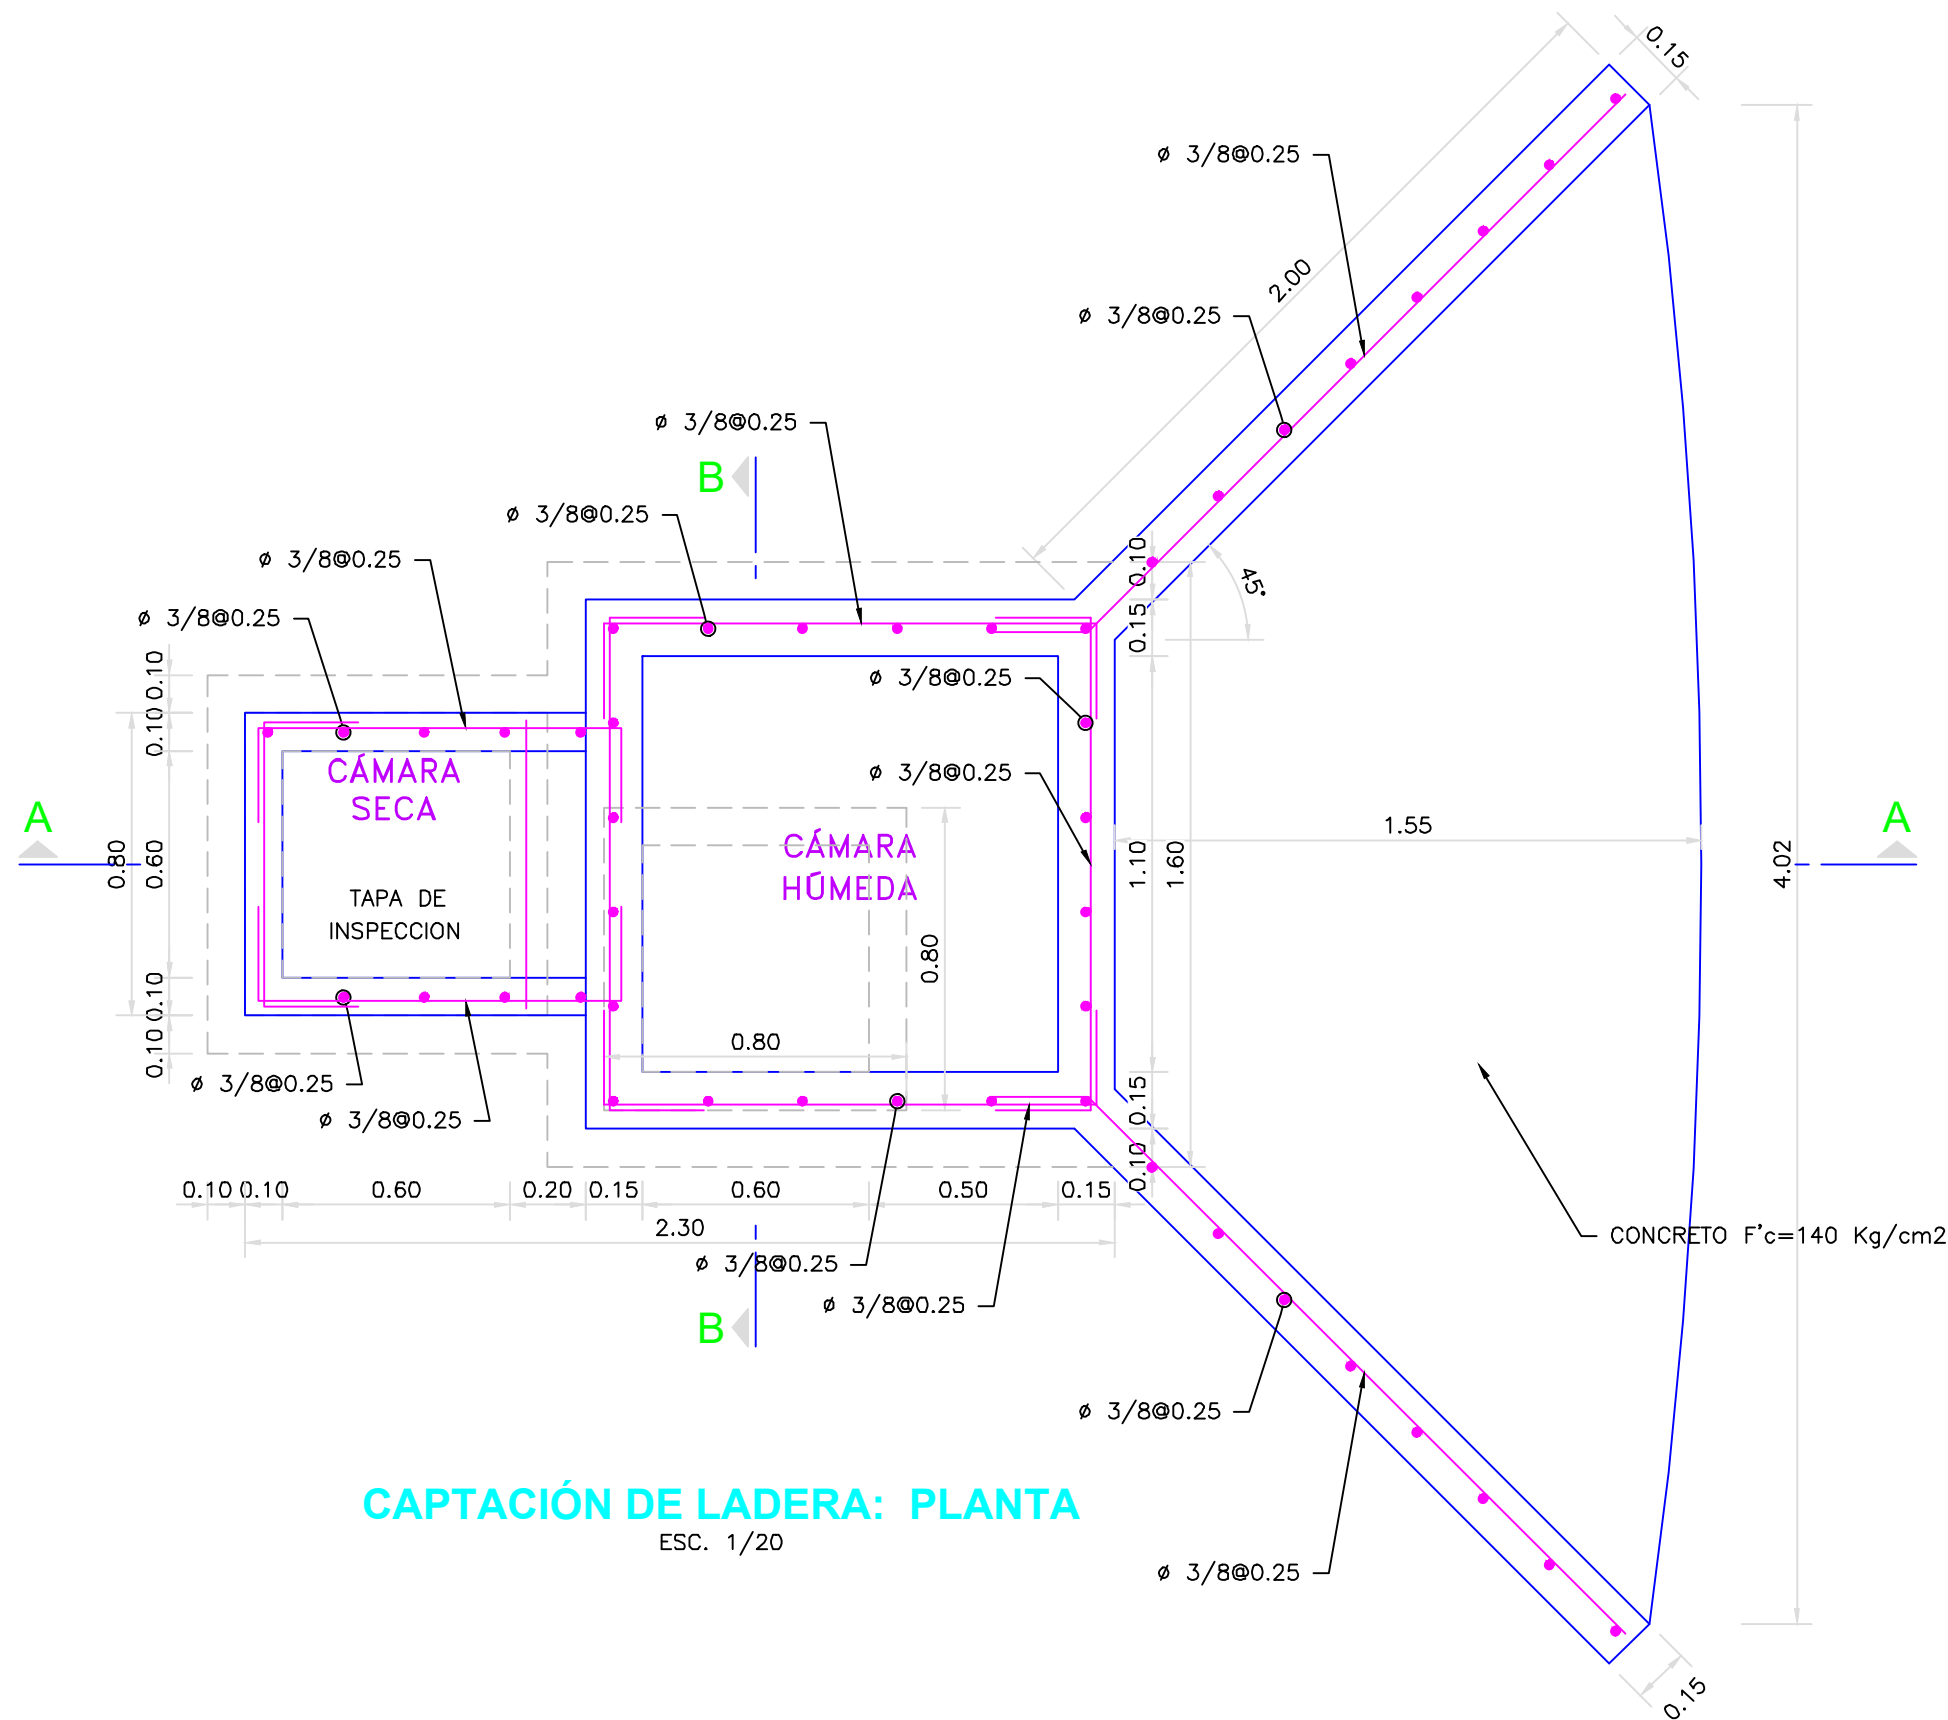 0.15
ø 3/8@0.25
2.00
ø 3/8@0.25
ø 3/8@0.25
B
ø 3/8@0.25
ø 3/8@0.25
0.10
45°
ø 3/8@0.25
0.15
0.10
ø 3/8@0.25
0.10
CÁMARA
SECA
ø 3/8@0.25
A
A
CÁMARA
HÚMEDA
1.55
0.80
0.60
1.10
1.60
4.02
TAPA DE
INSPECCION
0.80
0.10
0.10
0.80
ø 3/8@0.25
ø 3/8@0.25
0.15
0.10
0.10
0.10
0.60
0.20
0.15
0.60
0.50
0.15
2.30
CONCRETO F'c=140 Kg/cm2
ø 3/8@0.25
ø 3/8@0.25
B
ø 3/8@0.25
CAPTACIÓN DE LADERA: PLANTA
ESC. 1/20
ø 3/8@0.25
0.15